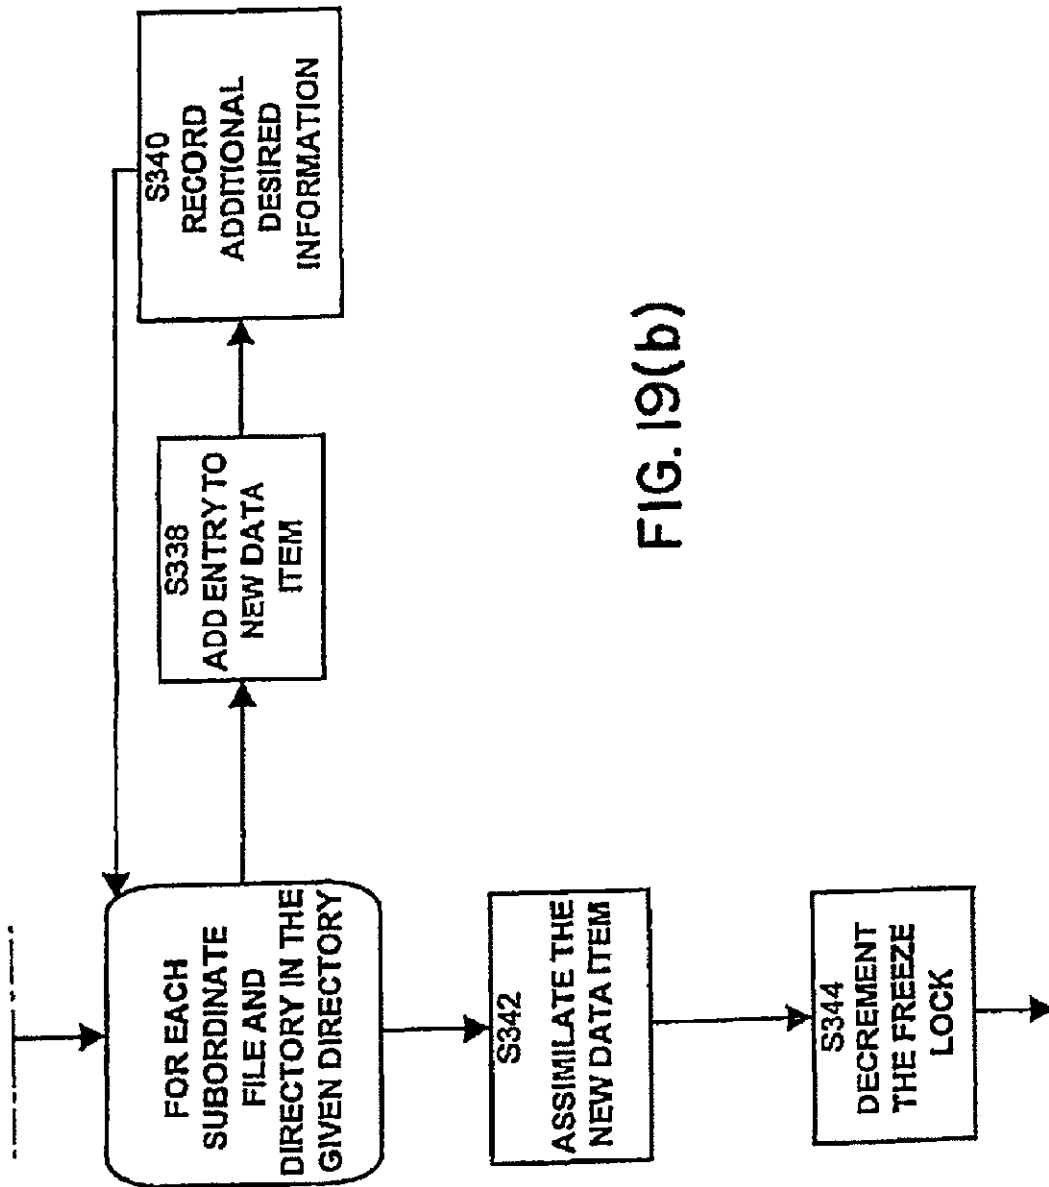 FOR EACH
SUBORDINATE
FILE AND
DIRECTORY IN THE
GIVEN DIRECTORY
S338
ADD ENTRY TO
NEW DATA
ITEM
S340
RECORD
ADDITIONAL
DESIRED
INFORMATION
S342
ASSIMILATE THE
NEW DATA ITEM
S344
DECREMENT
THE FREEZE
LOCK
FIG. 19(b)